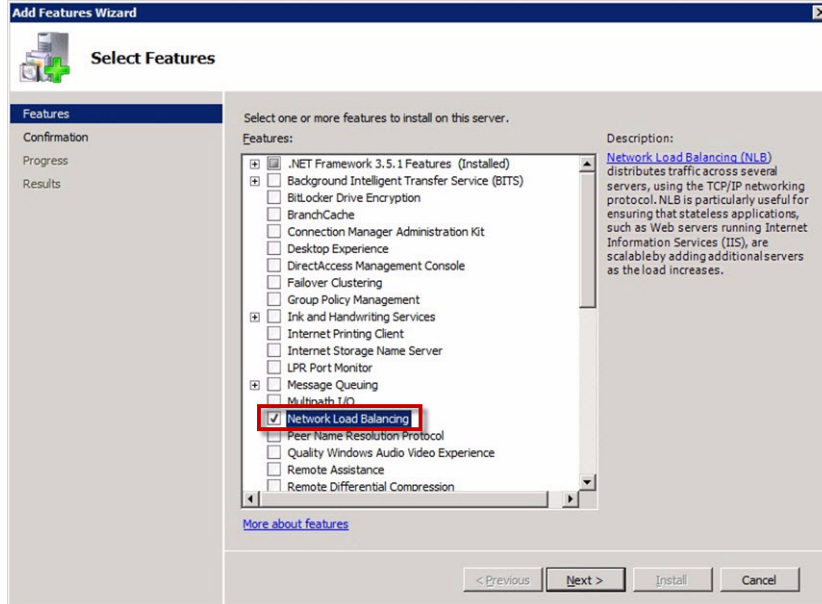 Add Features Wizard
Select Features
Features
Confirmation
Progress
Results
Select one or more features to install on this server.
Features:
.NET Framework 3.5.1 Features (Installed)
Background Intelligent Transfer Service (BITS)
BitLocker Drive Encryption
BranchCache
Connection Manager Administration Kit
Desktop Experience
DirectAccess Management Console
Failover Clustering
Group Policy Management
Ink and Handwriting Services
Internet Printing Client
Internet Storage Name Server
LPR Port Monitor
Message Queuing
Multipath I/O
Network Load Balancing
Peer Name Resolution Protocol
Quality Windows Audio Video Experience
Remote Assistance
Remote Differential Compression
More about features
Description:
Network Load Balancing (NLB)
distributes traffic across several
servers, using the TCP/IP networking
protocol. NLB is particularly useful for
ensuring that stateless applications,
such as Web servers running Internet
Information Services (IIS), are
scalableby adding additional servers
as the load increases.
< Previous
Next >
Install
Cancel